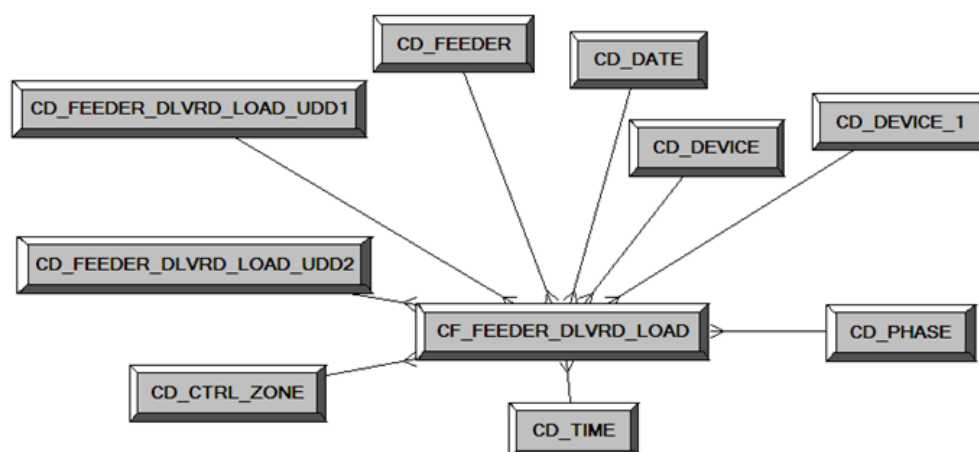 CD_FEEDER
CD_DATE
CD_FEEDER_DLVRD_LOAD_UDD1
CD_DEVICE_1
CD_DEVICE
CD_FEEDER_DLVRD_LOAD_UDD2
CF_FEEDER_DLVRD_LOAD
CD_PHASE
CD_CTRL_ZONE
CD_TIME